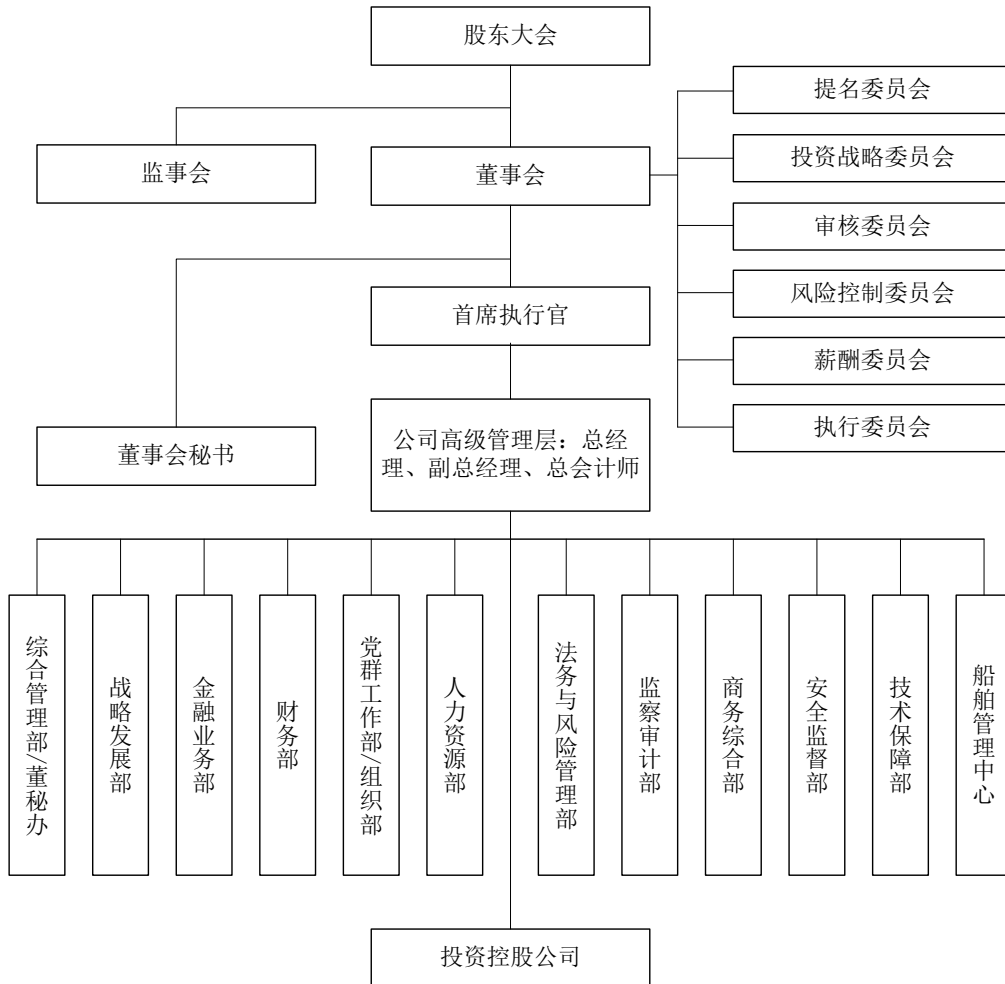 股东大会
提名委员会
投资战略委员会
监事会
董事会
审核委员会
风险控制委员会
首席执行官
薪酬委员会
执行委员会
董事会秘书
公司高级管理层：总经
理、副总经理、总会计师
综合管理部/董秘办
战略发展部
金融业务部
财务部
党群工作部/组织部
人力资源部
法务与风险管理部
监察审计部
商务综合部
安全监督部
技术保障部
船舶管理中心
投资控股公司